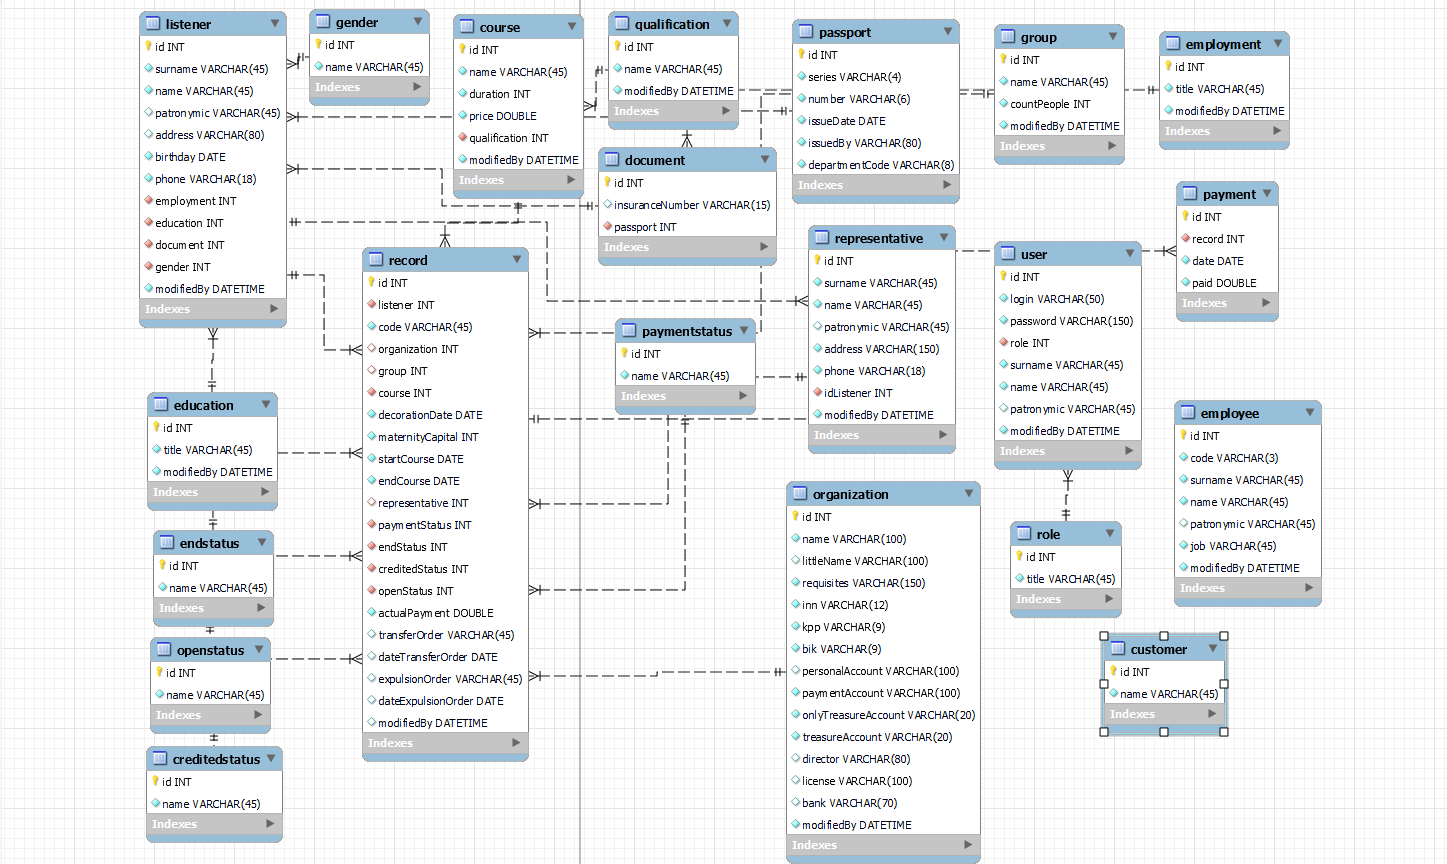 listener
id INT
surname VARCHAR(45)
name VARCHAR(45)
patronymic VARCHAR(45)
address VARCHAR(80)
birthday DATE
phone VARCHAR(18)
employment INT
education INT
document INT
gender INT
modifiedBy DATETIME
Indexes
gender
id INT
name VARCHAR(45)
Indexes
course
id INT
name VARCHAR(45)
duration INT
price DOUBLE
qualification INT
modifiedBy DATETIME
Indexes
qualification
id INT
name VARCHAR(45)
modifiedBy DATETIME
Indexes
passport
id INT
series VARCHAR(4)
number VARCHAR(6)
issueDate DATE
issuedBy VARCHAR(80)
departmentCode VARCHAR(8)
Indexes
group
id INT
name VARCHAR(45)
countPeople INT
modifiedBy DATETIME
Indexes
employment
id INT
title VARCHAR(45)
modifiedBy DATETIME
Indexes
document
id INT
insuranceNumber VARCHAR(15)
passport INT
Indexes
payment
id INT
record INT
date DATE
paid DOUBLE
Indexes
record
id INT
listener INT
code VARCHAR(45)
organization INT
group INT
course INT
decorationDate DATE
maternityCapital INT
startCourse DATE
endCourse DATE
representative INT
paymentStatus INT
endStatus INT
creditedStatus INT
openStatus INT
actualPayment DOUBLE
transferOrder VARCHAR(45)
dateTransferOrder DATE
expulsionOrder VARCHAR(45)
dateExpulsionOrder DATE
modifiedBy DATETIME
Indexes
representative
id INT
surname VARCHAR(45)
name VARCHAR(45)
patronymic VARCHAR(45)
address VARCHAR(150)
phone VARCHAR(18)
idListener INT
modifiedBy DATETIME
Indexes
user
id INT
login VARCHAR(50)
password VARCHAR(150)
role INT
surname VARCHAR(45)
name VARCHAR(45)
patronymic VARCHAR(45)
modifiedBy DATETIME
Indexes
paymentstatus
id INT
name VARCHAR(45)
Indexes
education
id INT
title VARCHAR(45)
modifiedBy DATETIME
Indexes
employee
id INT
code VARCHAR(3)
surname VARCHAR(45)
name VARCHAR(45)
patronymic VARCHAR(45)
job VARCHAR(45)
modifiedBy DATETIME
Indexes
organization
id INT
name VARCHAR(100)
littleName VARCHAR(100)
requisites VARCHAR(150)
inn VARCHAR(12)
kpp VARCHAR(9)
bik VARCHAR(9)
personalAccount VARCHAR(100)
paymentAccount VARCHAR(100)
onlyTreasureAccount VARCHAR(20)
treasureAccount VARCHAR(20)
director VARCHAR(80)
license VARCHAR(100)
bank VARCHAR(70)
modifiedBy DATETIME
Indexes
role
id INT
title VARCHAR(45)
Indexes
endstatus
id INT
name VARCHAR(45)
Indexes
openstatus
id INT
name VARCHAR(45)
Indexes
customer
id INT
name VARCHAR(45)
Indexes
creditedstatus
id INT
name VARCHAR(45)
Indexes